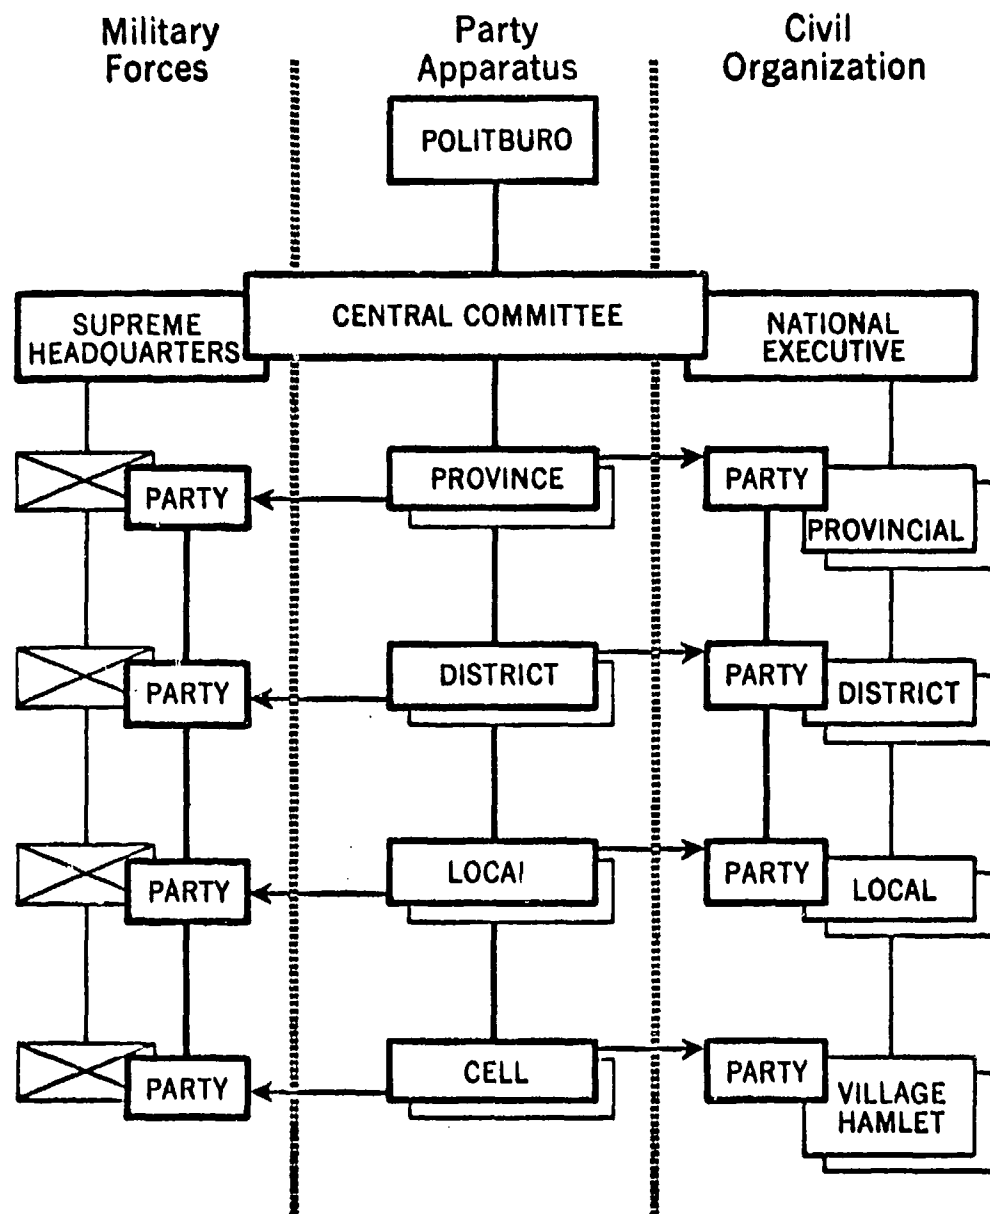 Military
Forces
Party
Apparatus
Civil
Organization
POLITBURO
SUPREME
HEADQUARTERS
CENTRAL COMMITTEE
NATIONAL
EXECUTIVE
PARTY
PROVINCE
PARTY
PROVINCIAL
PARTY
DISTRICT
PARTY
DISTRICT
PARTY
LOCAI
PARTY
LOCAL
PARTY
CELL
PARTY
VILLAGE
HAMLET